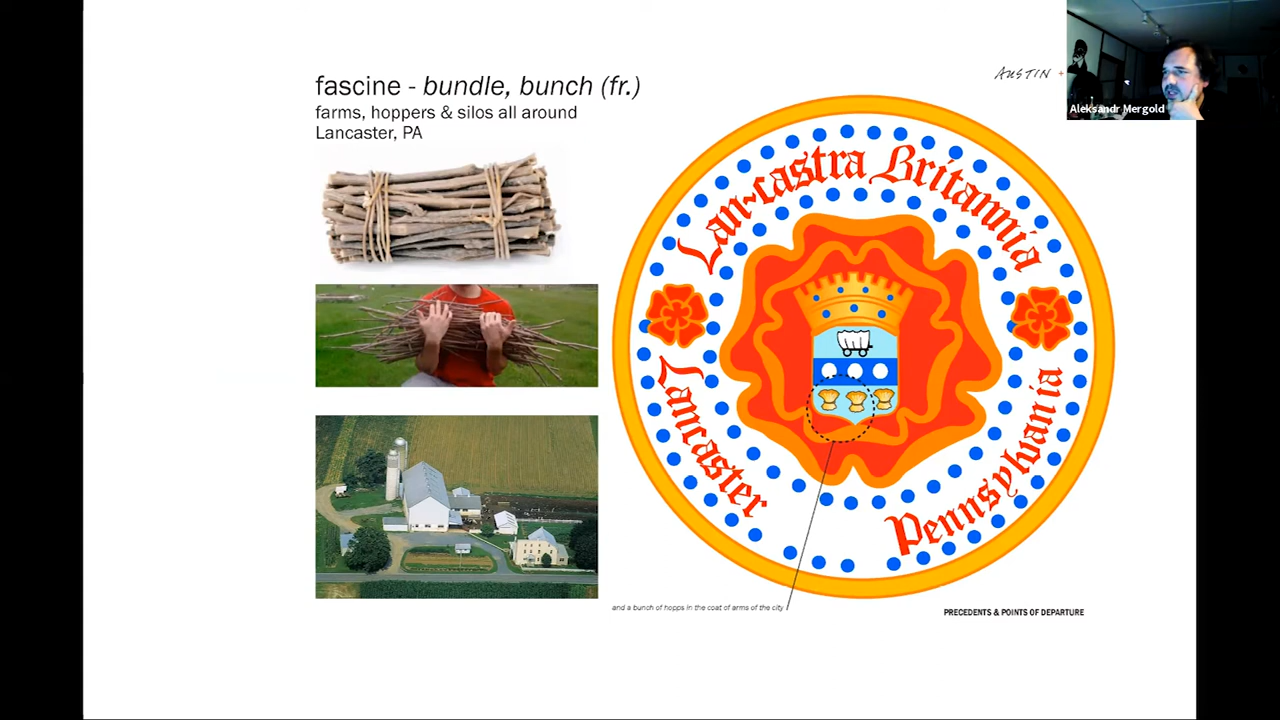 fascine - bundle, bunch (fr.)
farms, hoppers & silos all around
Lancaster, PA
AUSTIN +
Aleksandr Mergold
Lan-castra Britannia
Lancaster
Pennsylvania
and a bunch of hopps in the coat of arms of the city
PRECEDENTS & POINTS OF DEPARTURE